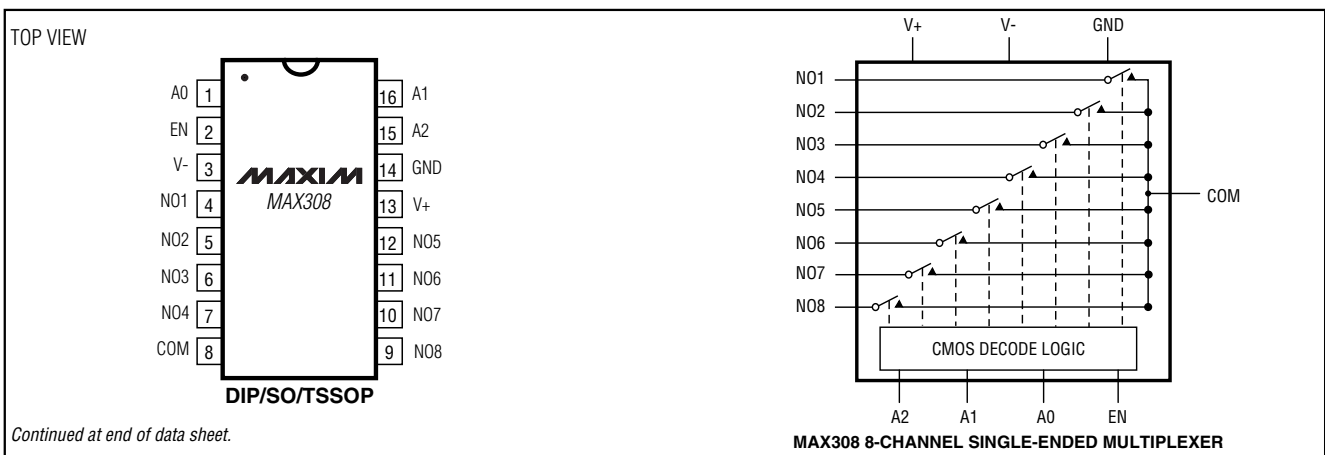 TOP VIEW
A0 1
EN 2
V- 3
NO1 4
NO2 5
NO3 6
NO4 7
COM 8
16 A1
15 A2
14 GND
13 V+
12 NO5
11 NO6
10 NO7
9 NO8
MAXIM
MAX308
DIP/SO/TSSOP
Continued at end of data sheet.
V+ V- GND
NO1
NO2
NO3
NO4
NO5
NO6
NO7
NO8
COM
CMOS DECODE LOGIC
A2 A1 A0 EN
MAX308 8-CHANNEL SINGLE-ENDED MULTIPLEXER